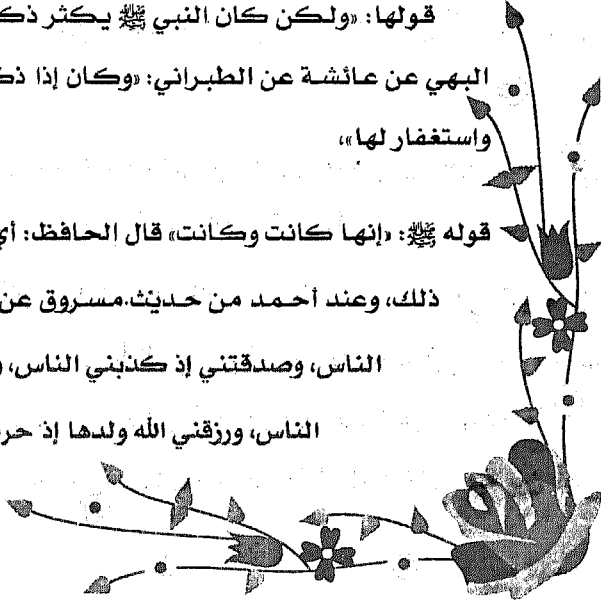 قولها: «ولكن كان النبي ﷺ يكثر ذكـ
البهي عن عائشة عن الطبراني: «وكان إذا ذكـ
واستغفار لها»،
قوله ﷺ: «إنها كانت وكانت» قال الحافظ: أي
ذلك، وعند أحمد من حديث.مسروق عن
الناس، وصدقتني إذ كذبني الناس، و
الناس، ورزقني الله ولدها إذ حر